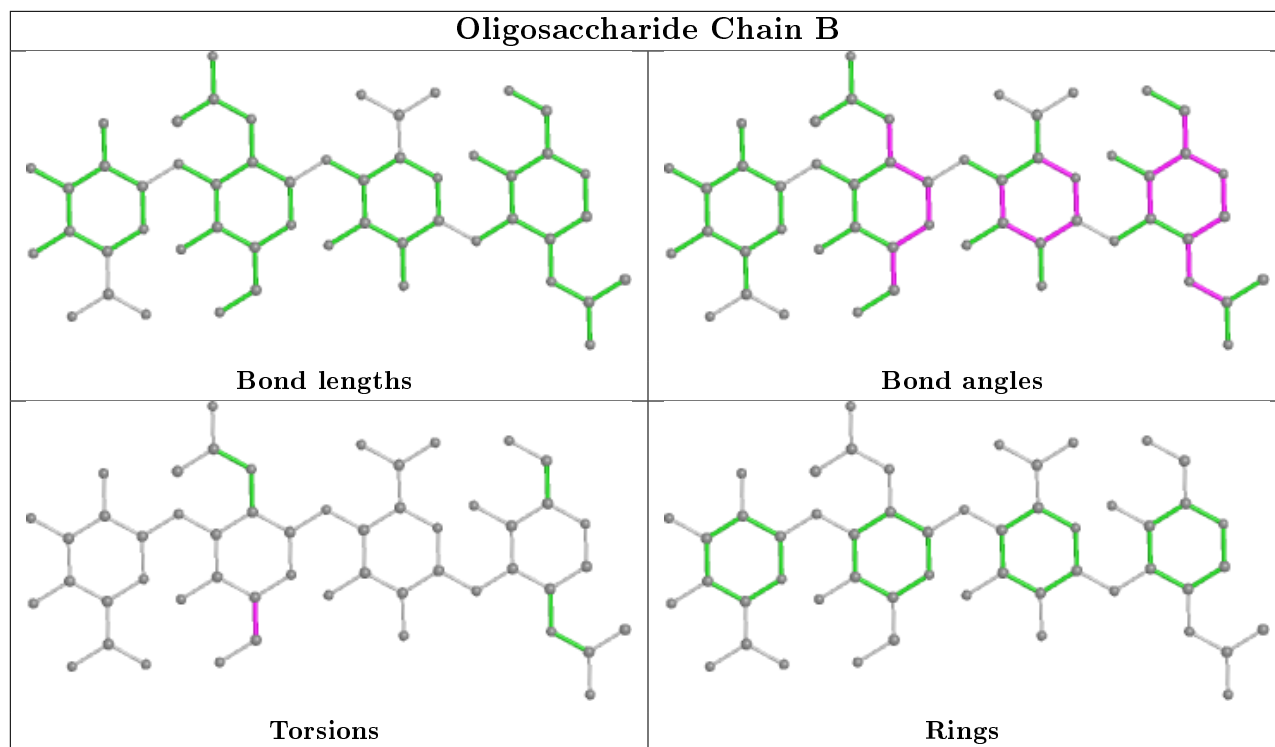 Oligosaccharide Chain B
Bond lengths
Bond angles
Torsions
Rings